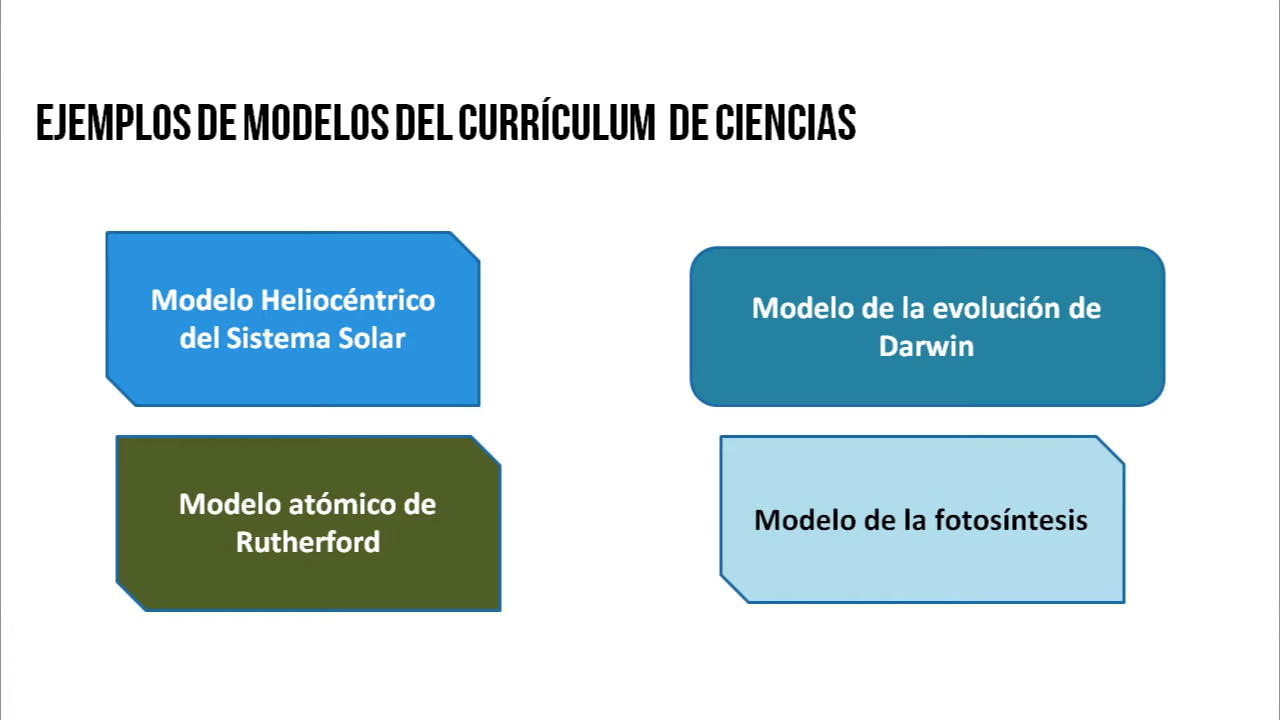 EJEMPLOS DE MODELOS DEL CURRÍCULUM DE CIENCIAS
Modelo Heliocéntrico
del Sistema Solar
Modelo de la evolución de
Darwin
Modelo atómico de
Rutherford
Modelo de la fotosíntesis